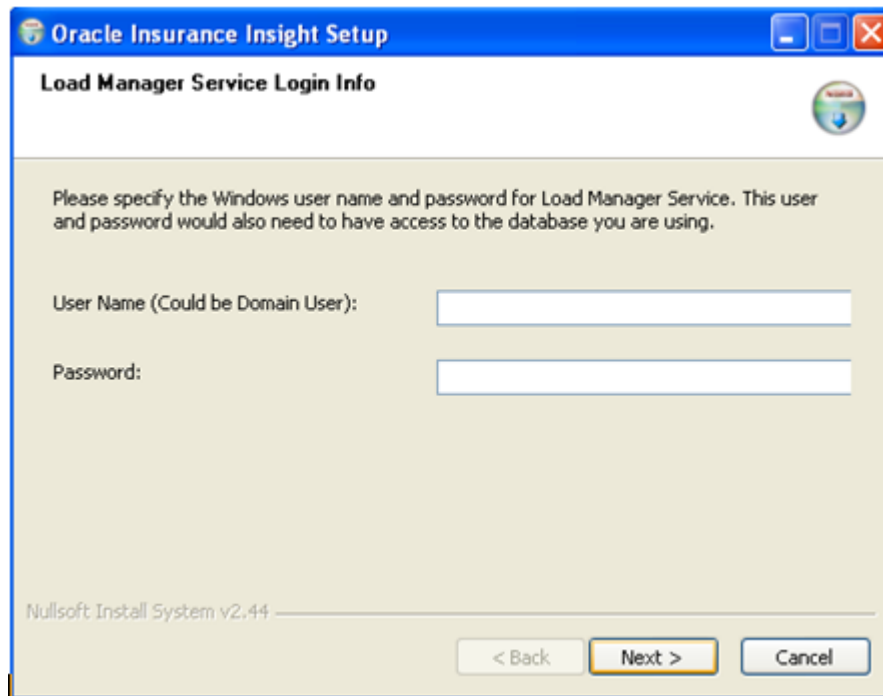 Oracle Insurance Insight Setup
Load Manager Service Login Info
Please specify the Windows user name and password for Load Manager Service. This user
and password would also need to have access to the database you are using.
User Name (Could be Domain User):
Password:
Nullsoft Install System v2.44
< Back Next > Cancel